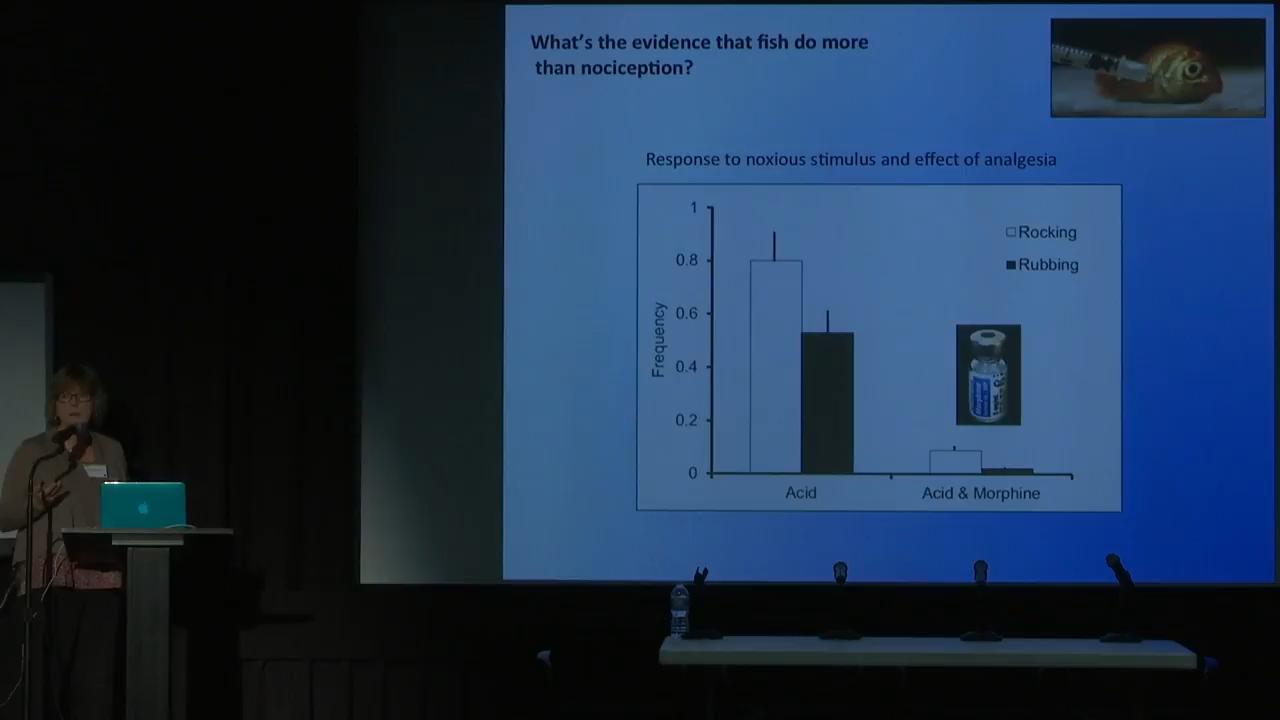 What's the evidence that fish do more
than nociception?
Response to noxious stimulus and effect of analgesia
1
Rocking
Rubbing
0.8
0.6
0.4
0.2
0
Frequency
Acid
Acid & Morphine